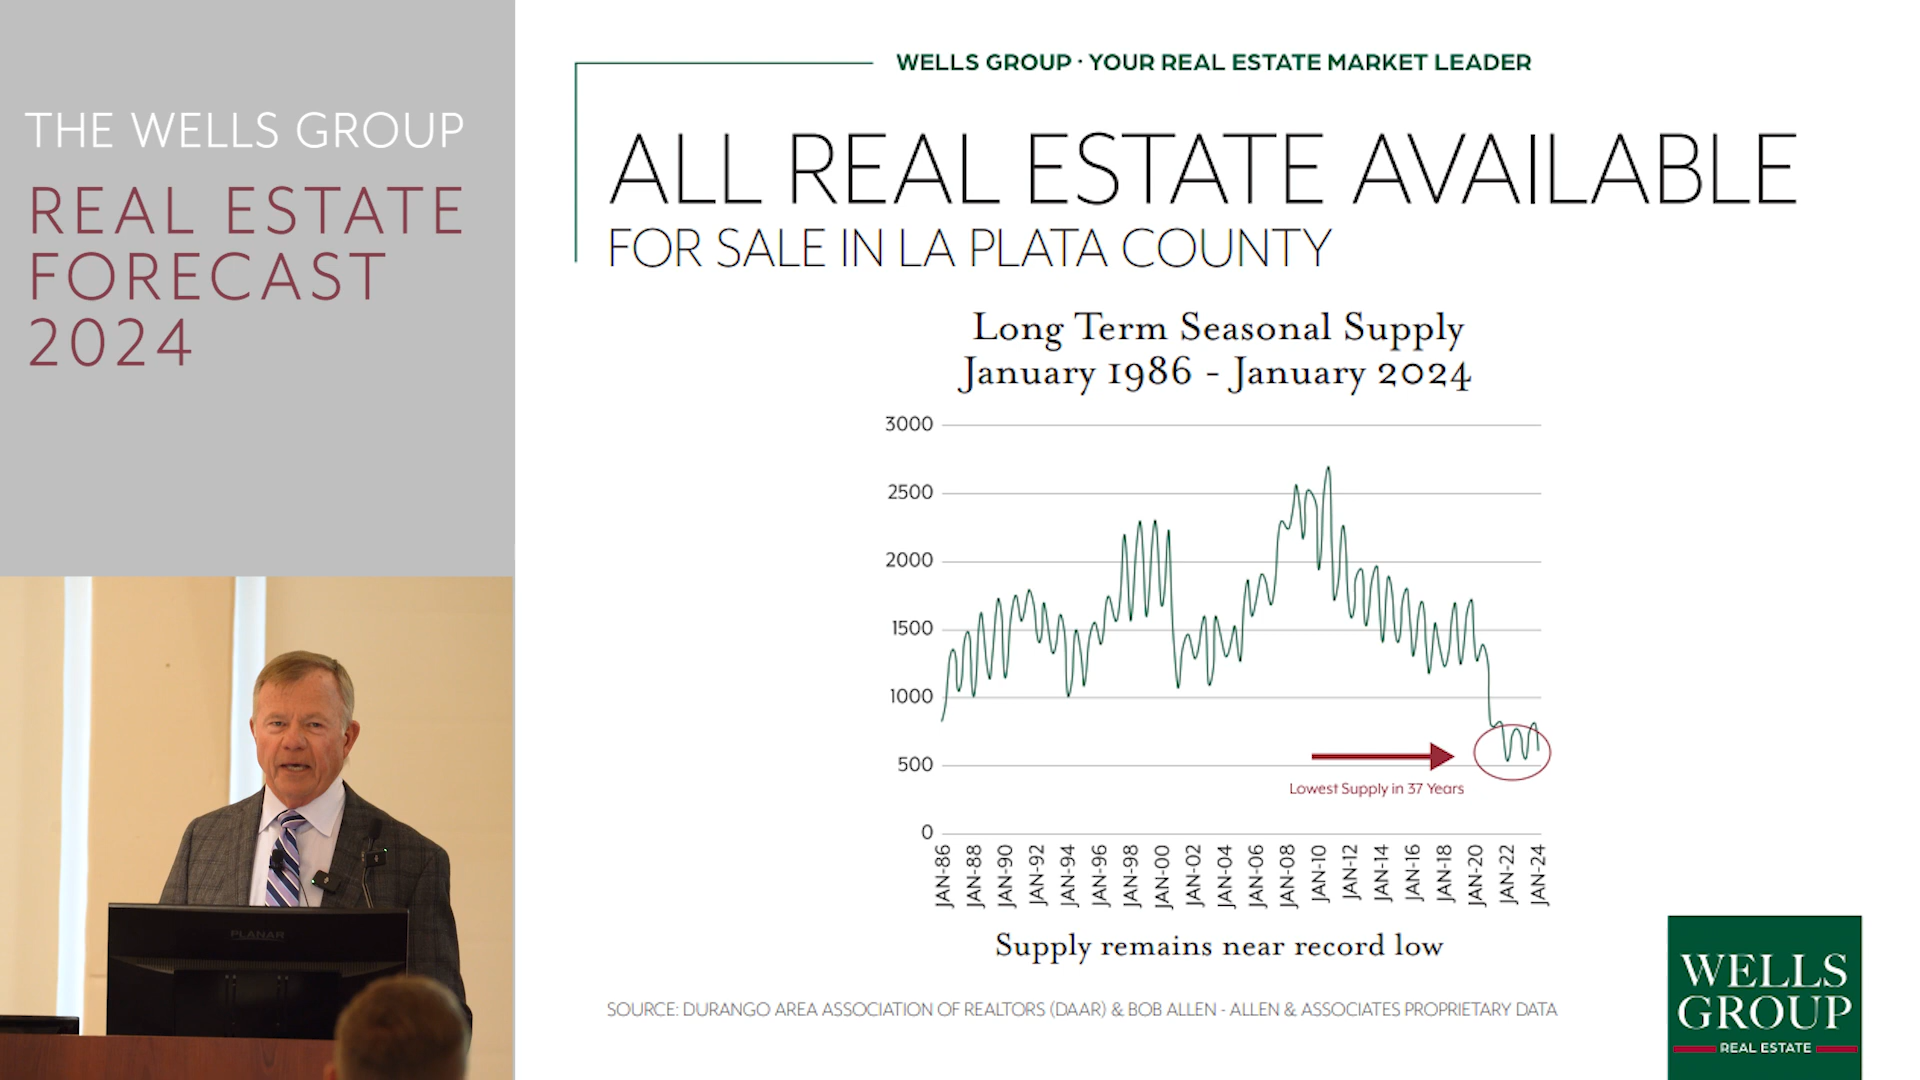 THE WELLS GROUP
REAL ESTATE
FORECAST
2024
WELLS GROUP · YOUR REAL ESTATE MARKET LEADER
ALL REAL ESTATE AVAILABLE
FOR SALE IN LA PLATA COUNTY
Long Term Seasonal Supply
January 1986 - January 2024
3000
2500
2000
1500
1000
500
0
Lowest Supply in 37 Years
JAN-86
JAN-88
JAN-90
JAN-92
JAN-94
JAN-96
JAN-98
JAN-00
JAN-02
JAN-04
JAN-06
JAN-08
JAN-10
JAN-12
JAN-14
JAN-16
JAN-18
JAN-20
JAN-22
JAN-24
Supply remains near record low
SOURCE: DURANGO AREA ASSOCIATION OF REALTORS (DAAR) & BOB ALLEN - ALLEN & ASSOCIATES PROPRIETARY DATA
PLANAR
WELLS
GROUP
REAL ESTATE